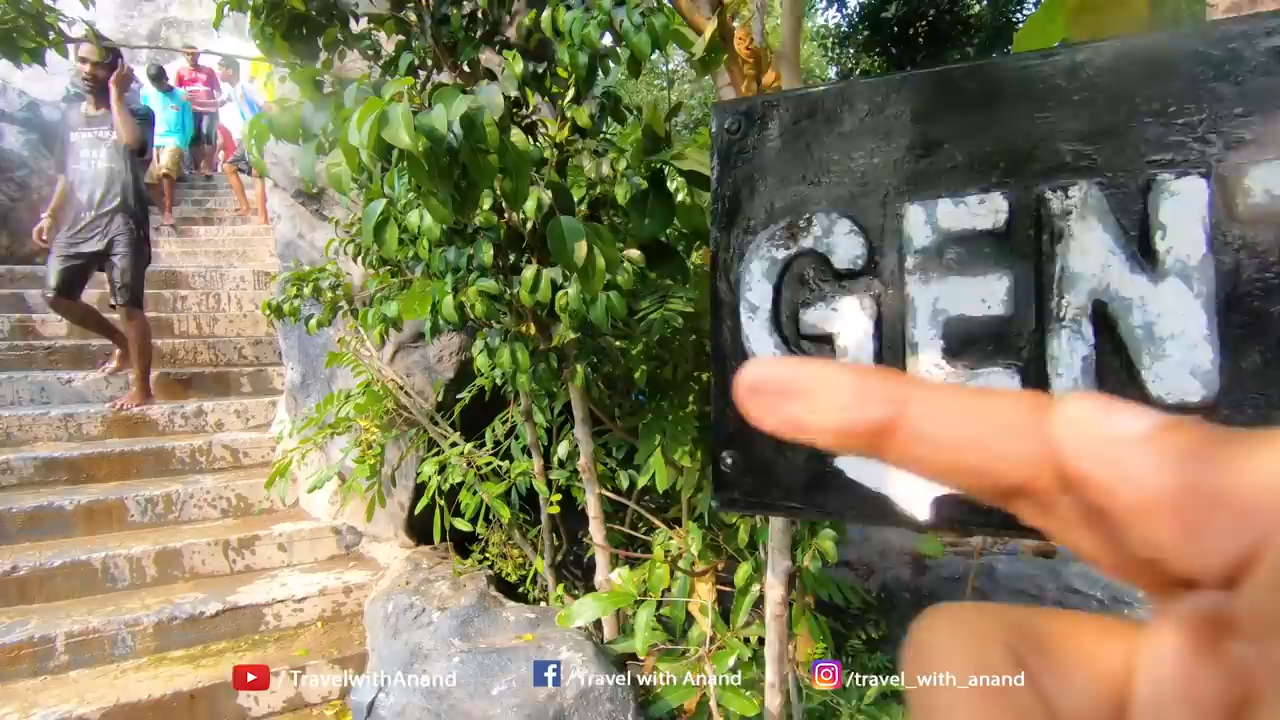 GEN
/TravelwithAnand
/Travel with Anand
/travel_with_anand